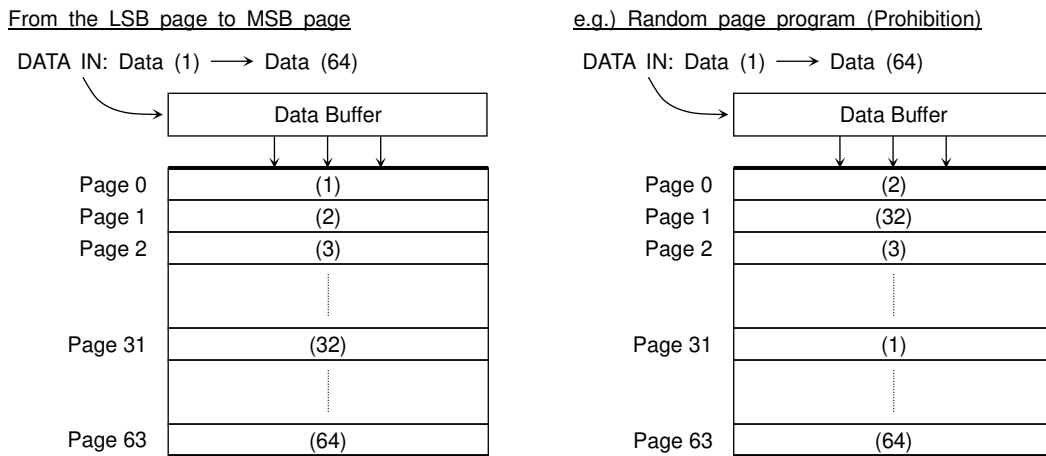 From the LSB page to MSB page
DATA IN: Data (1) → Data (64)
Data Buffer
Page 0 (1)
Page 1 (2)
Page 2 (3)
Page 31 (32)
Page 63 (64)
e.g.) Random page program (Prohibition)
DATA IN: Data (1) → Data (64)
Data Buffer
Page 0 (2)
Page 1 (32)
Page 2 (3)
Page 31 (1)
Page 63 (64)